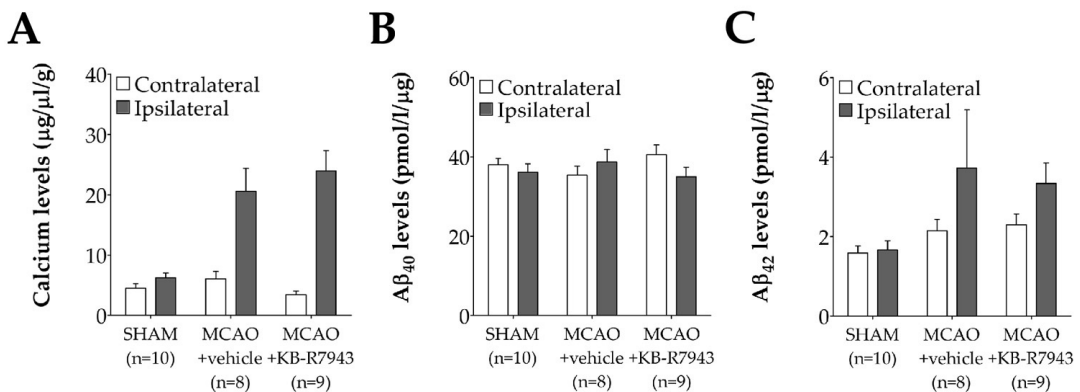 A
Calcium levels (µg/µl/g)
40
30
20
10
0
Contralateral
Ipsilateral
SHAM
(n=10)
MCAO
+vehicle
(n=8)
MCAO
+KB-R7943
(n=9)
B
Aβ40 levels (pmol/l/µg)
60
40
20
0
Contralateral
Ipsilateral
SHAM
(n=10)
MCAO
+vehicle
(n=8)
MCAO
+KB-R7943
(n=9)
C
Aβ42 levels (pmol/l/µg)
6
4
2
0
Contralateral
Ipsilateral
SHAM
(n=10)
MCAO
+vehicle
(n=8)
MCAO
+KB-R7943
(n=9)